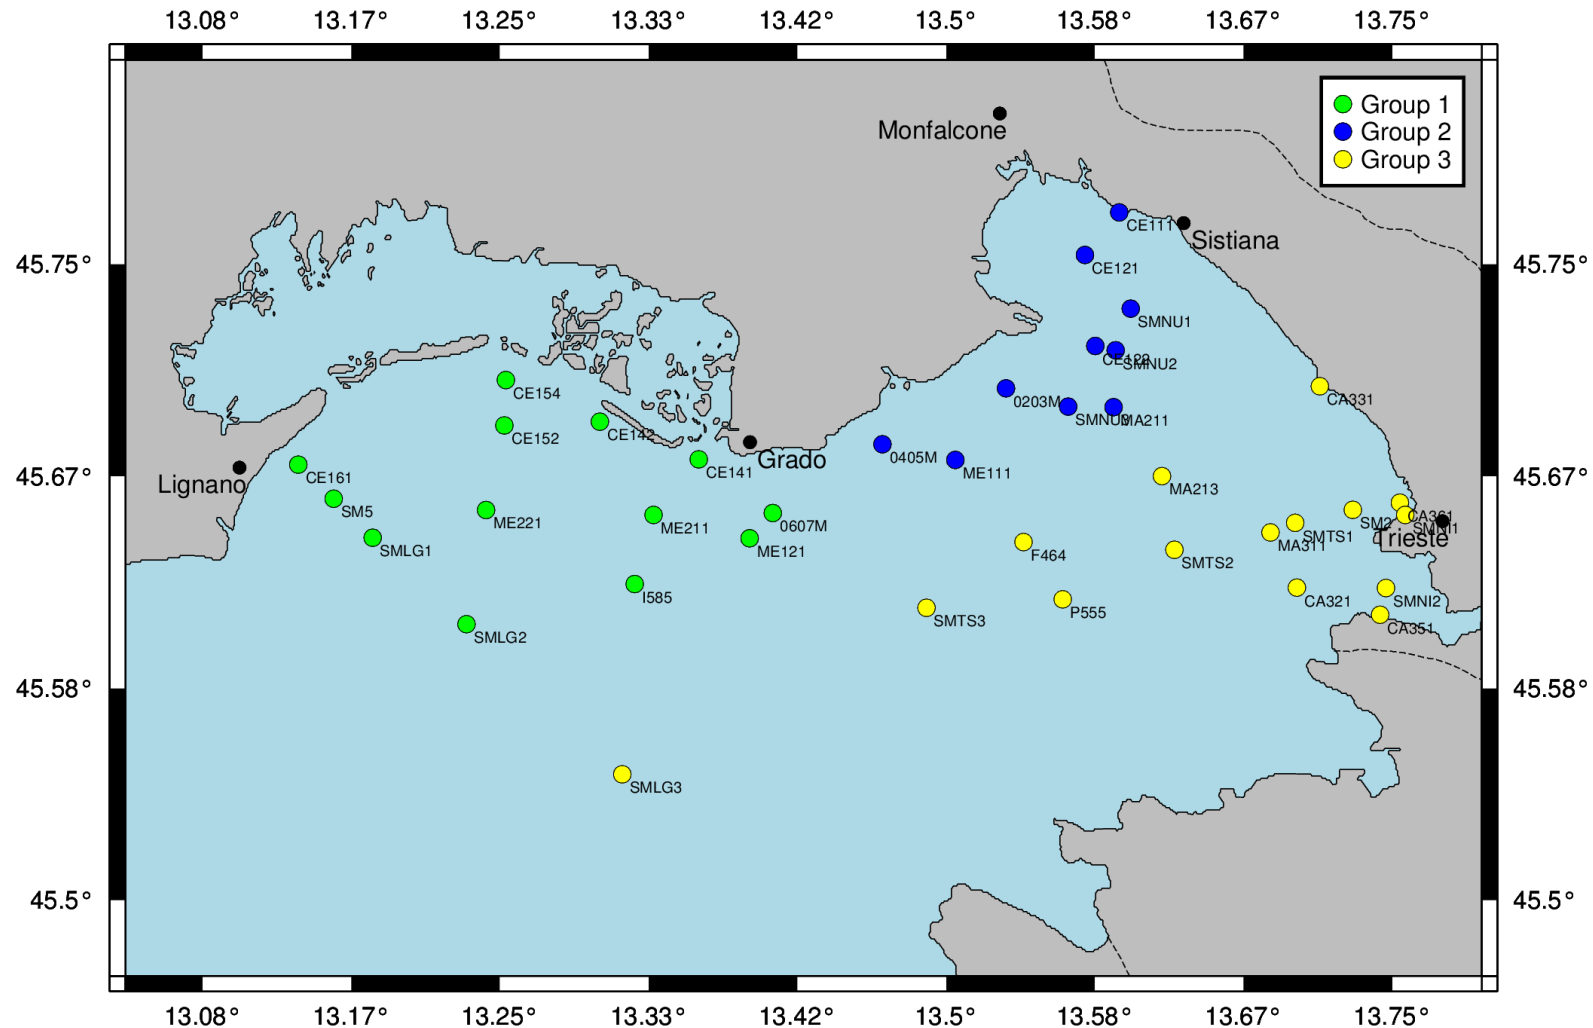 13.08° 13.17° 13.25° 13.33° 13.42° 13.5° 13.58° 13.67° 13.75°
Group 1
Group 2
Group 3
Monfalcone
CE111
Sistiana
45.75° 45.75°
CE121
SMNU1
CE122
SMNU2
CE154
0203M
CA331
SMNU3
MA211
CE152
CE142
Grado
0405M
CE141
ME111
45.67° 45.67°
CE161
Lignano
MA213
SM5
ME221
ME211
0607M
SM2
CA361
SMNI1
SMTS1
Trieste
SMLG1
ME121
MA311
F464
SMTS2
I585
CA321
SMNI2
P555
SMTS3
CA351
SMLG2
45.58° 45.58°
SMLG3
45.5° 45.5°
13.08° 13.17° 13.25° 13.33° 13.42° 13.5° 13.58° 13.67° 13.75°